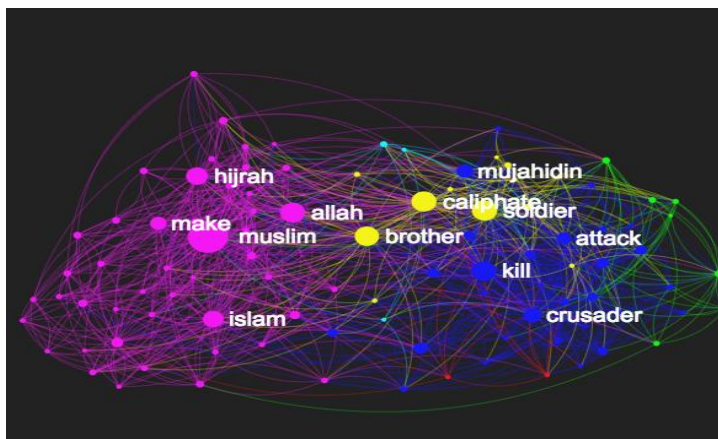 mujahidin
hijrah
caliphate
soldier
allah
make
muslim
brother
attack
kill
islam
crusader